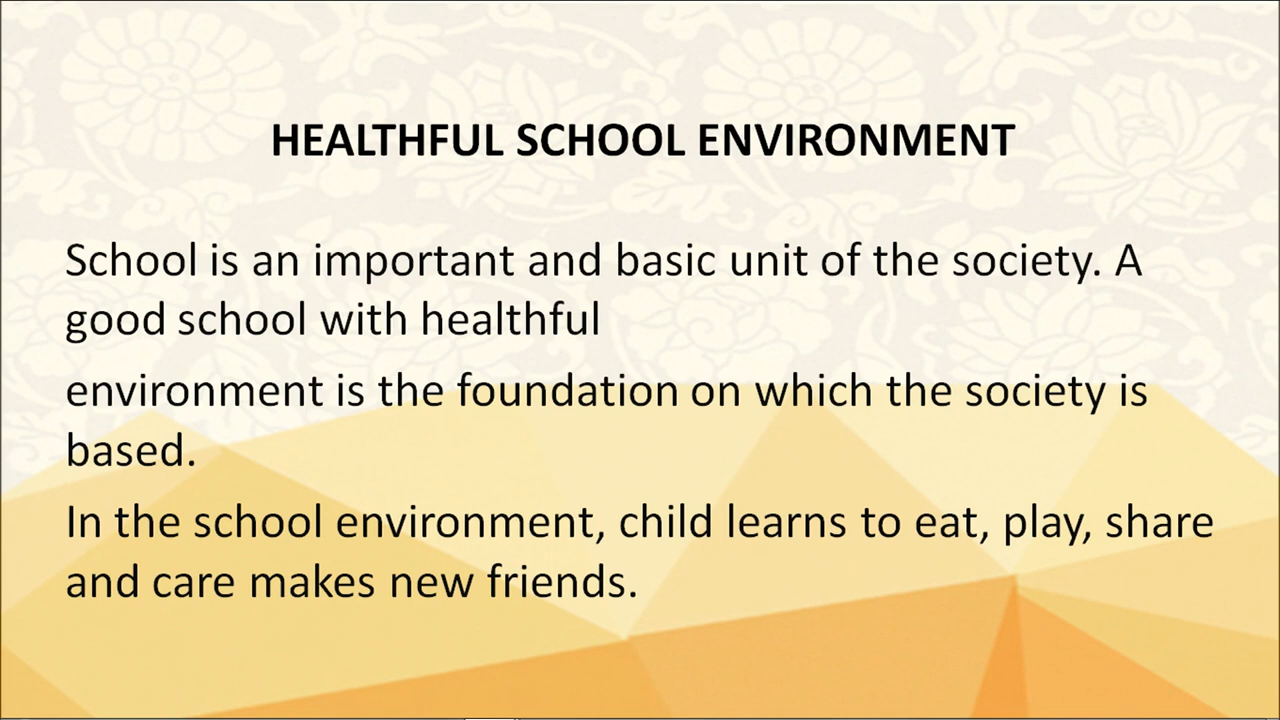 HEALTHFUL SCHOOL ENVIRONMENT
School is an important and basic unit of the society. A
good school with healthful
environment is the foundation on which the society is
based.
In the school environment, child learns to eat, play, share
and care makes new friends.